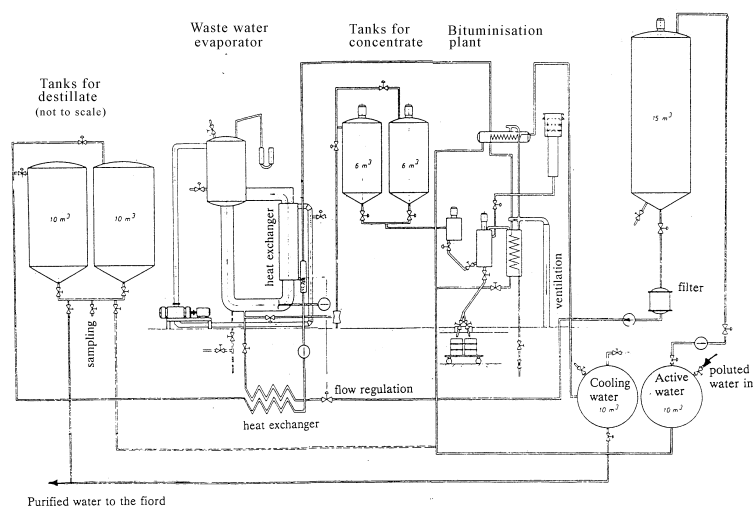 Waste water
evaporator
Tanks for
concentrate
Bituminisation
plant
Tanks for
destillate
(not to scale)
15 m³
6 m³
6 m³
10 m³
10 m³
heat exchanger
ventilation
filter
sampling
flow regulation
heat exchanger
Cooling
water
10 m³
Active
water
10 m³
poluted
water in
Purified water to the fiord